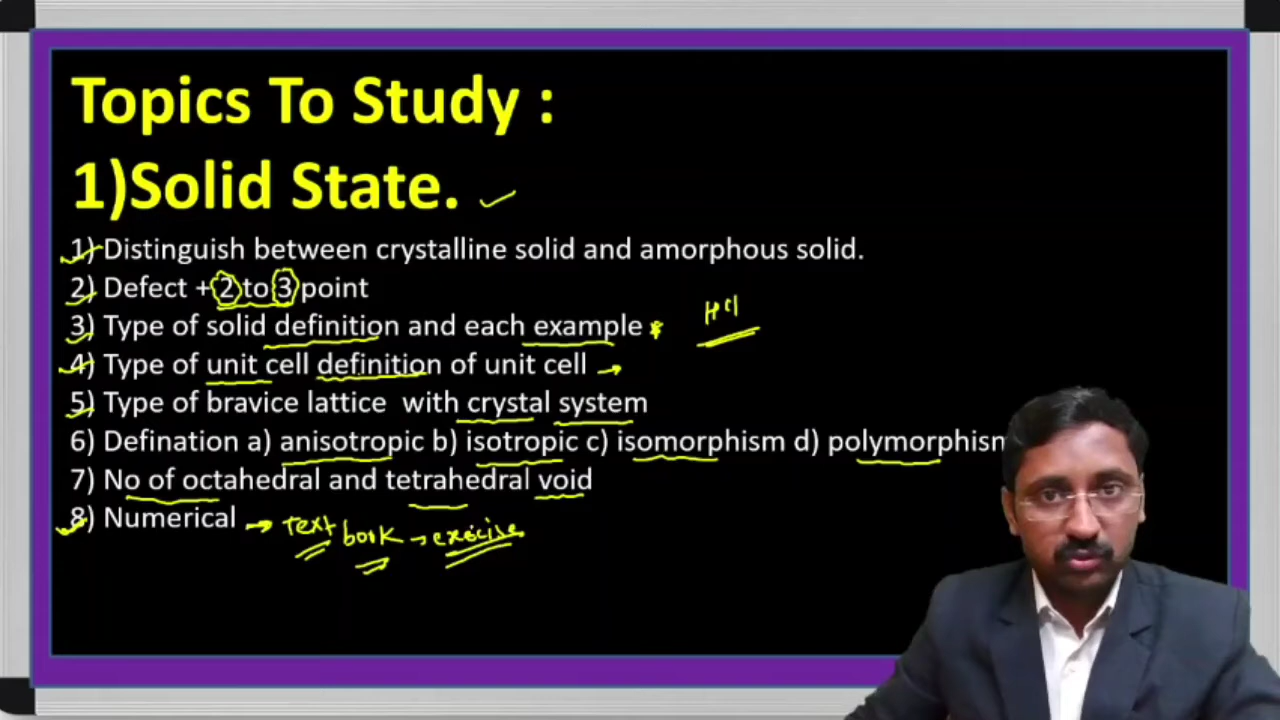 Topics To Study :
1)Solid State.
1) Distinguish between crystalline solid and amorphous solid.
2) Defect + 2 to 3 point
3) Type of solid definition and each example
4) Type of unit cell definition of unit cell →
5) Type of bravice lattice with crystal system
6) Defination a) anisotropic b) isotropic c) isomorphism d) polymorphism
7) No of octahedral and tetrahedral void
8) Numerical → Text book → exercise